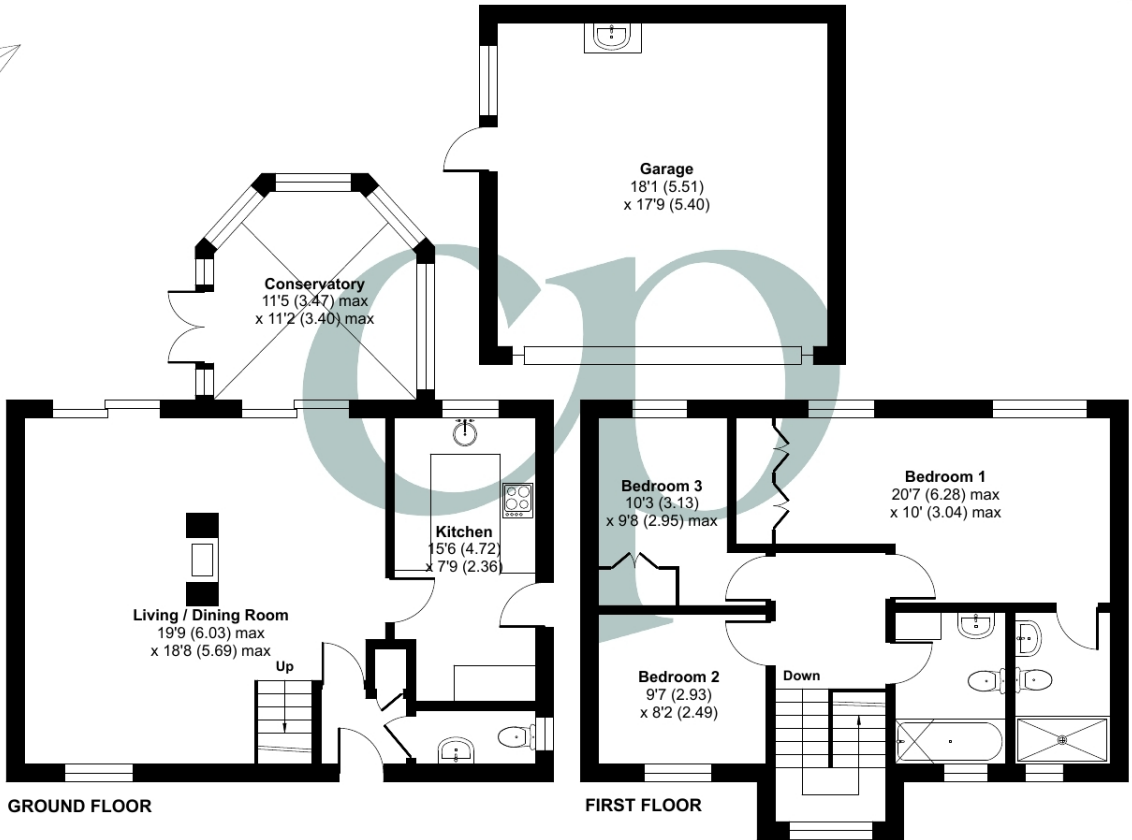 Garage
18'1 (5.51)
x 17'9 (5.40)
Conservatory
11'5 (3.47) max
x 11'2 (3.40) max
Kitchen
15'6 (4.72)
x 7'9 (2.36)
Living / Dining Room
19'9 (6.03) max
x 18'8 (5.69) max
Up
GROUND FLOOR
Bedroom 3
10'3 (3.13)
x 9'8 (2.95) max
Bedroom 1
20'7 (6.28) max
x 10' (3.04) max
Bedroom 2
9'7 (2.93)
x 8'2 (2.49)
Down
FIRST FLOOR
cp